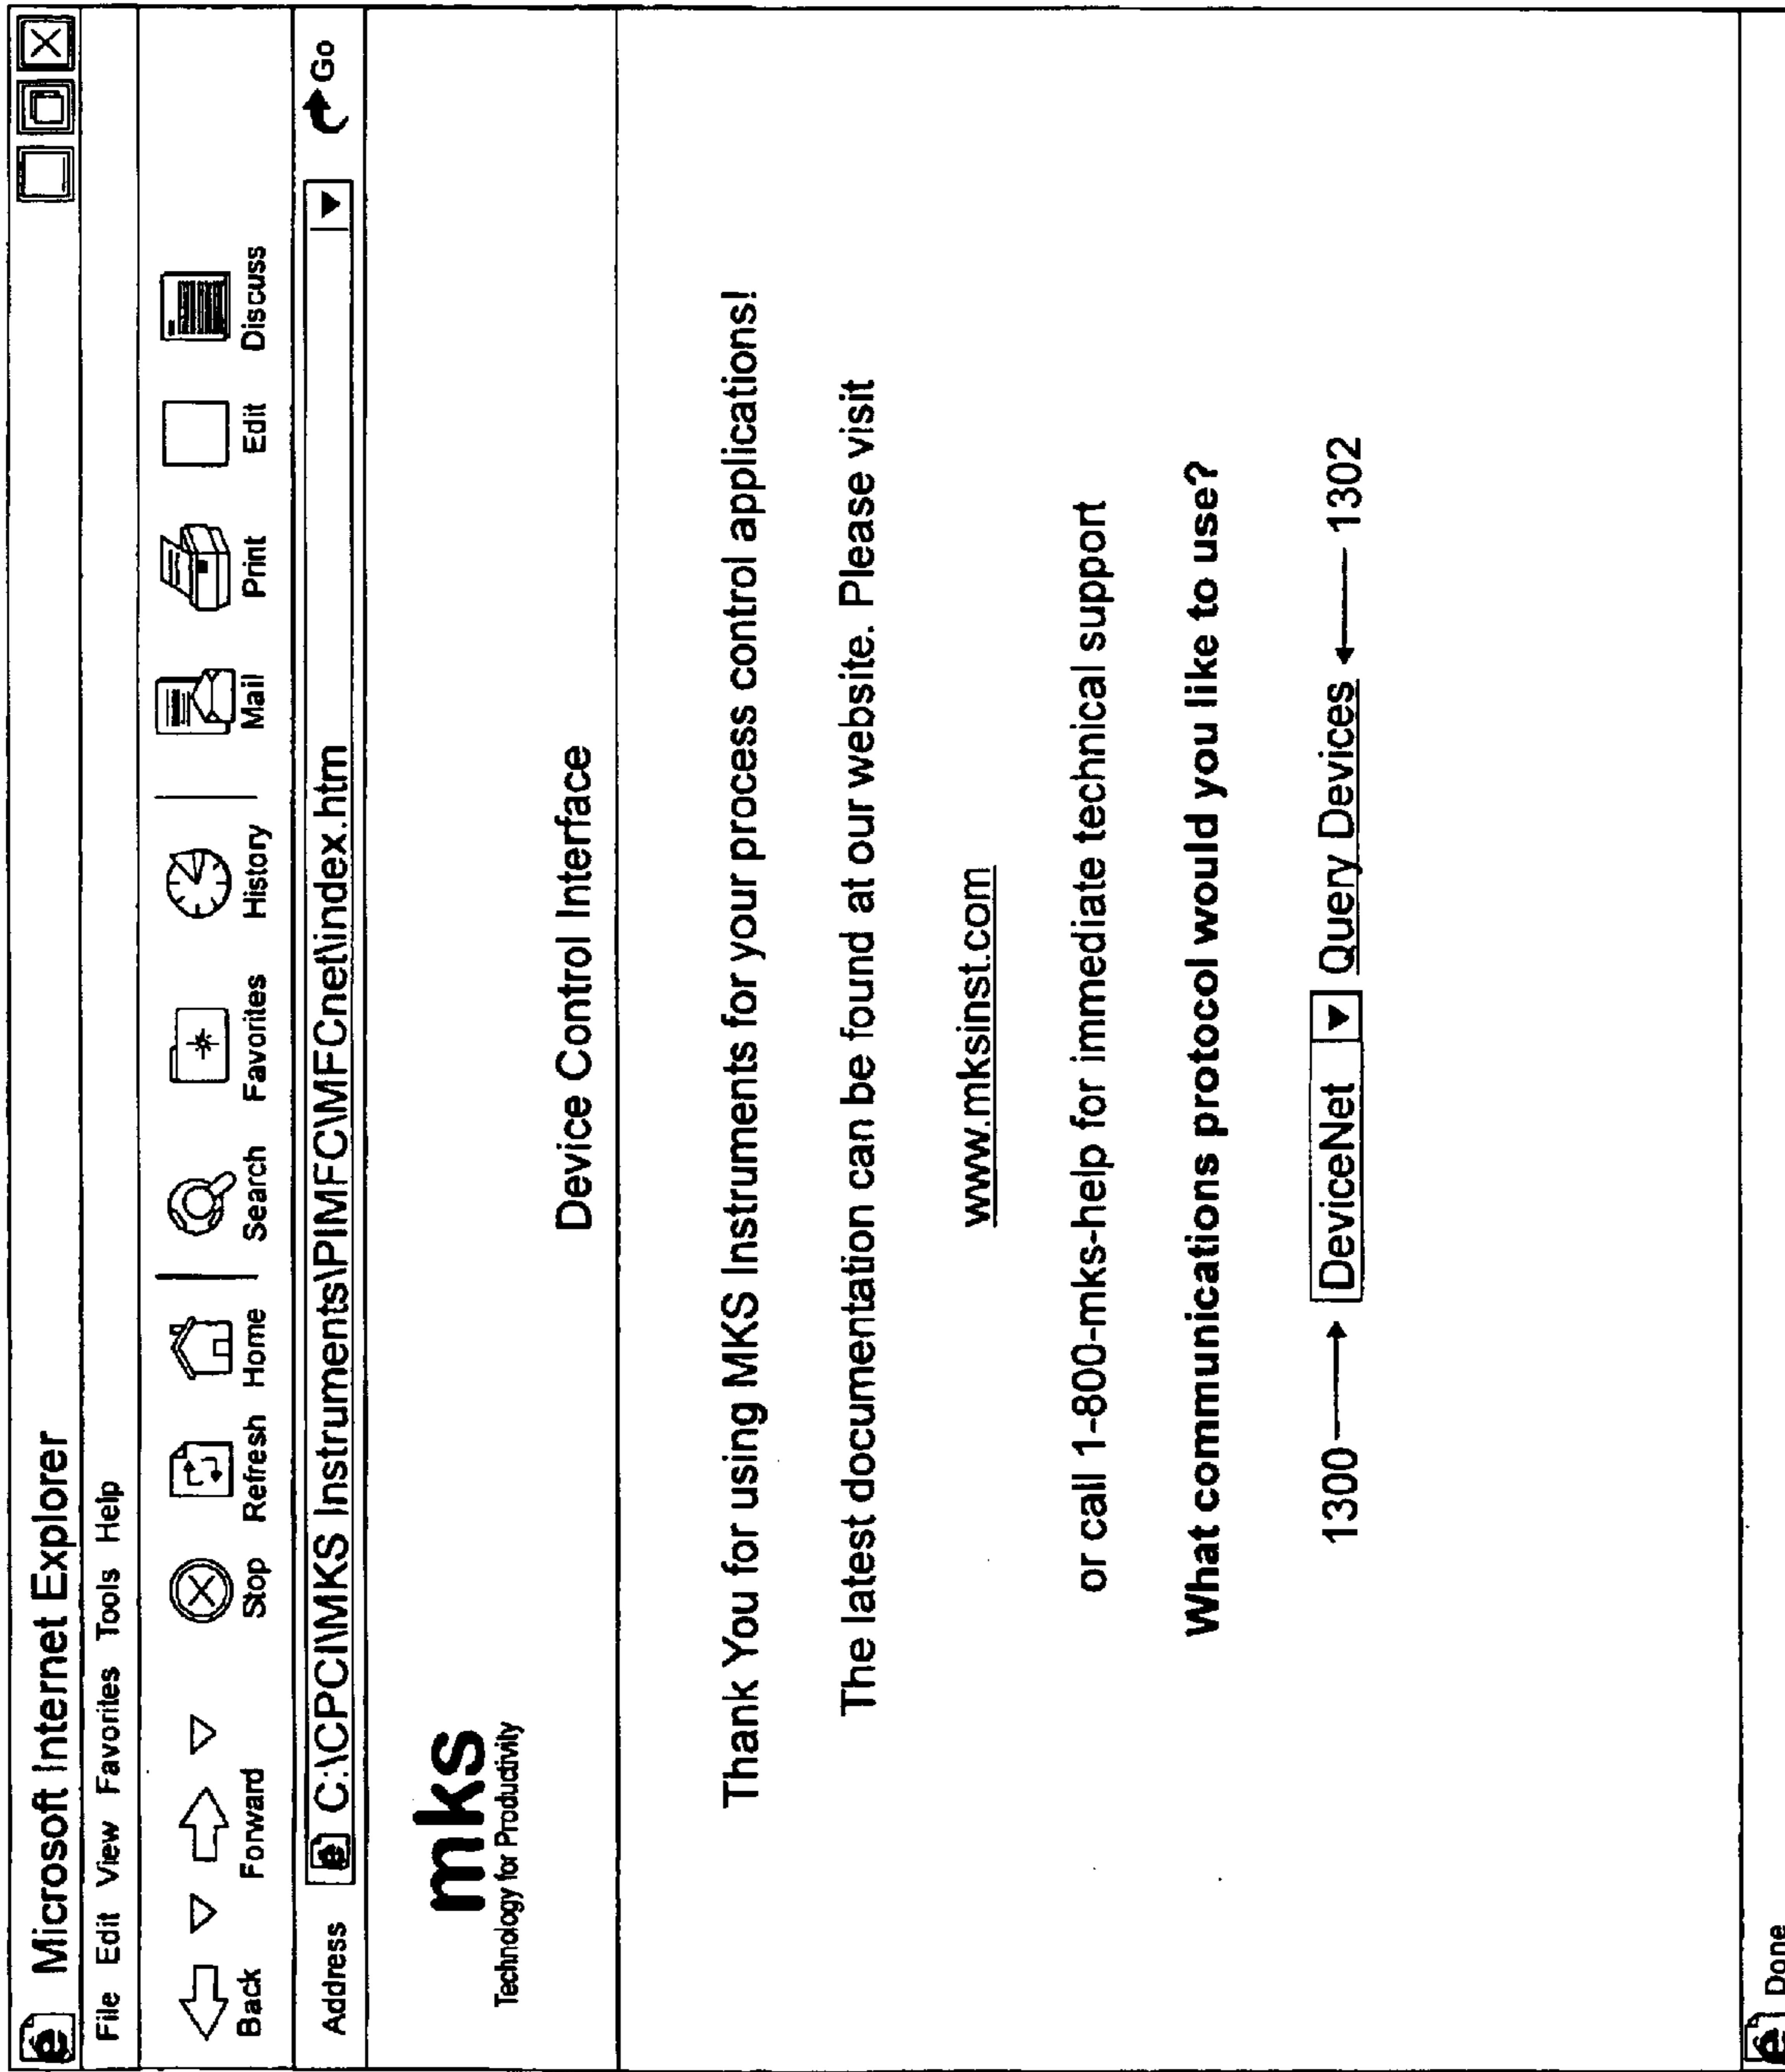 Microsoft Internet Explorer
File Edit View Favorites Tools Help
Back Forward Stop Refresh Home Search Favorites History Mail Print Edit Discuss
Address C:\CPCI\MKS Instruments\PIMFC\MFCnet\index.htm Go
mks
Technology for Productivity
Device Control Interface
Thank You for using MKS Instruments for your process control applications!
The latest documentation can be found at our website. Please visit
www.mksinst.com
or call 1-800-mks-help for immediate technical support
What communications protocol would you like to use?
1300 DeviceNet Query Devices 1302
Done